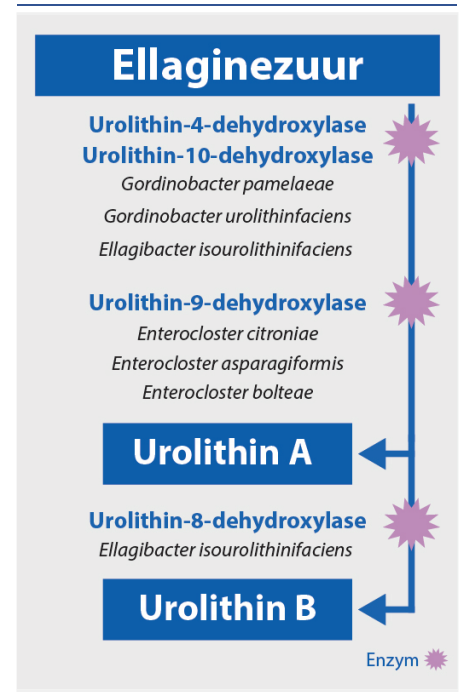 Ellaginezuur
Urolithin-4-dehydroxylase
Urolithin-10-dehydroxylase
Gordinobacter pamelaeae
Gordinobacter urolithinfaciens
Ellagibacter isourolithinifaciens
Urolithin-9-dehydroxylase
Enterocloster citroniae
Enterocloster asparagiformis
Enterocloster bolteae
Urolithin A
Urolithin-8-dehydroxylase
Ellagibacter isourolithinifaciens
Urolithin B
Enzym